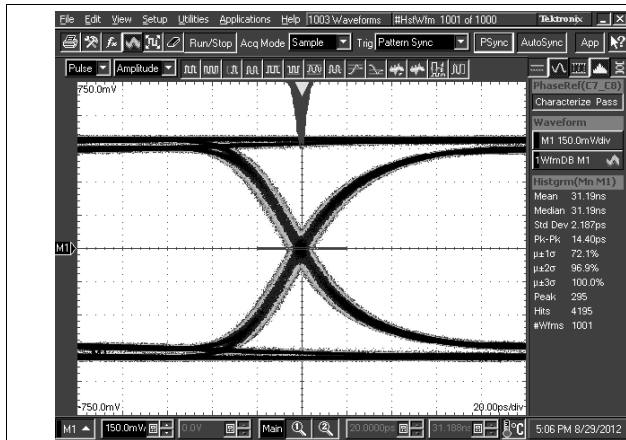 File Edit View Setup Utilities Applications Help 1003 Waveforms #HstWfm 1001 of 1000 Tektronix
Run/Stop Acq Mode Sample Trig Pattern Sync PSync AutoSync App
Pulse Amplitude
750.0mV
PhaseRef(C7_C8)
Characterize Pass
Waveform
M1 150.0mV/div
1WfmDB M1
Histgrm(Mn M1)
Mean 31.19ns
Median 31.19ns
Std Dev 2.187ps
Pk-Pk 14.40ps
µ±1σ 72.1%
µ±2σ 96.9%
µ±3σ 100.0%
Peak 295
Hits 4195
#Wfms 1001
M1
-750.0mV
20.00ps/div
M1 150.0mV/ 0.0V Main 20.0000ps 31.188ns °C 5:06 PM 8/29/2012